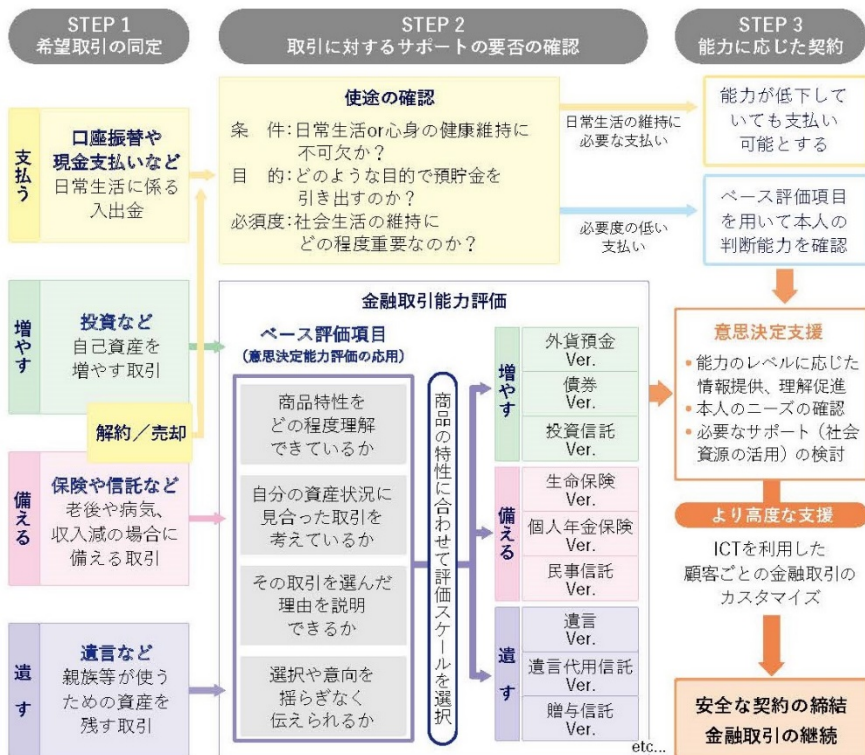 STEP 1
希望取引の同定
STEP 2
取引に対するサポートの要否の確認
STEP 3
能力に応じた契約
支払う
口座振替や
現金支払いなど
日常生活に係る
入出金
使途の確認
条　件：日常生活or心身の健康維持に
不可欠か？
目　的：どのような目的で預貯金を
引き出すのか？
必須度：社会生活の維持に
どの程度重要なのか？
日常生活の維持に
必要な支払い
必要度の低い
支払い
能力が低下して
いても支払い
可能とする
ベース評価項目
を用いて本人の
判断能力を確認
増やす
投資など
自己資産を
増やす取引
解約／売却
備える
保険や信託など
老後や病気、
収入減の場合に
備える取引
遺す
遺言など
親族等が使う
ための資産を
残す取引
金融取引能力評価
ベース評価項目
（意思決定能力評価の応用）
商品特性を
どの程度理解
できているか
自分の資産状況に
見合った取引を
考えているか
その取引を選んだ
理由を説明
できるか
選択や意向を
揺らぎなく
伝えられるか
商品の特性に合わせて評価スケールを選択
増やす
外貨預金
Ver.
債券
Ver.
投資信託
Ver.
備える
生命保険
Ver.
個人年金保険
Ver.
民事信託
Ver.
遺す
遺言
Ver.
遺言代用信託
Ver.
贈与信託
Ver.
etc...
意思決定支援
• 能力のレベルに応じた
情報提供、理解促進
• 本人のニーズの確認
• 必要なサポート（社会
資源の活用）の検討
より高度な支援
ICTを利用した
顧客ごとの金融取引の
カスタマイズ
安全な契約の締結
金融取引の継続